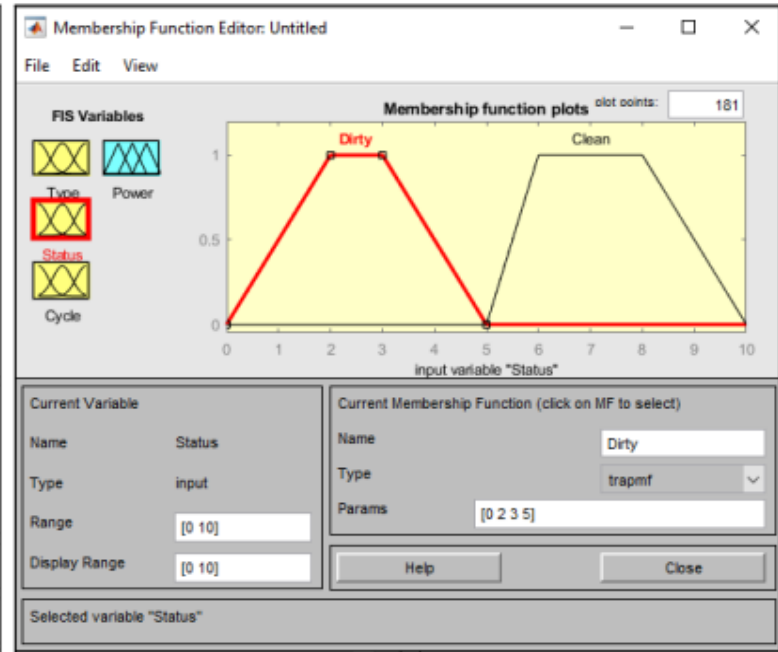 Membership Function Editor: Untitled
File Edit View
FIS Variables
Type Power
Status
Cycle
Membership function plots plot points: 181
Dirty Clean
1
0.5
0
0 1 2 3 4 5 6 7 8 9 10
input variable "Status"
Current Variable
Name Status
Type input
Range [0 10]
Display Range [0 10]
Current Membership Function (click on MF to select)
Name Dirty
Type trapmf
Params [0 2 3 5]
Help Close
Selected variable "Status"